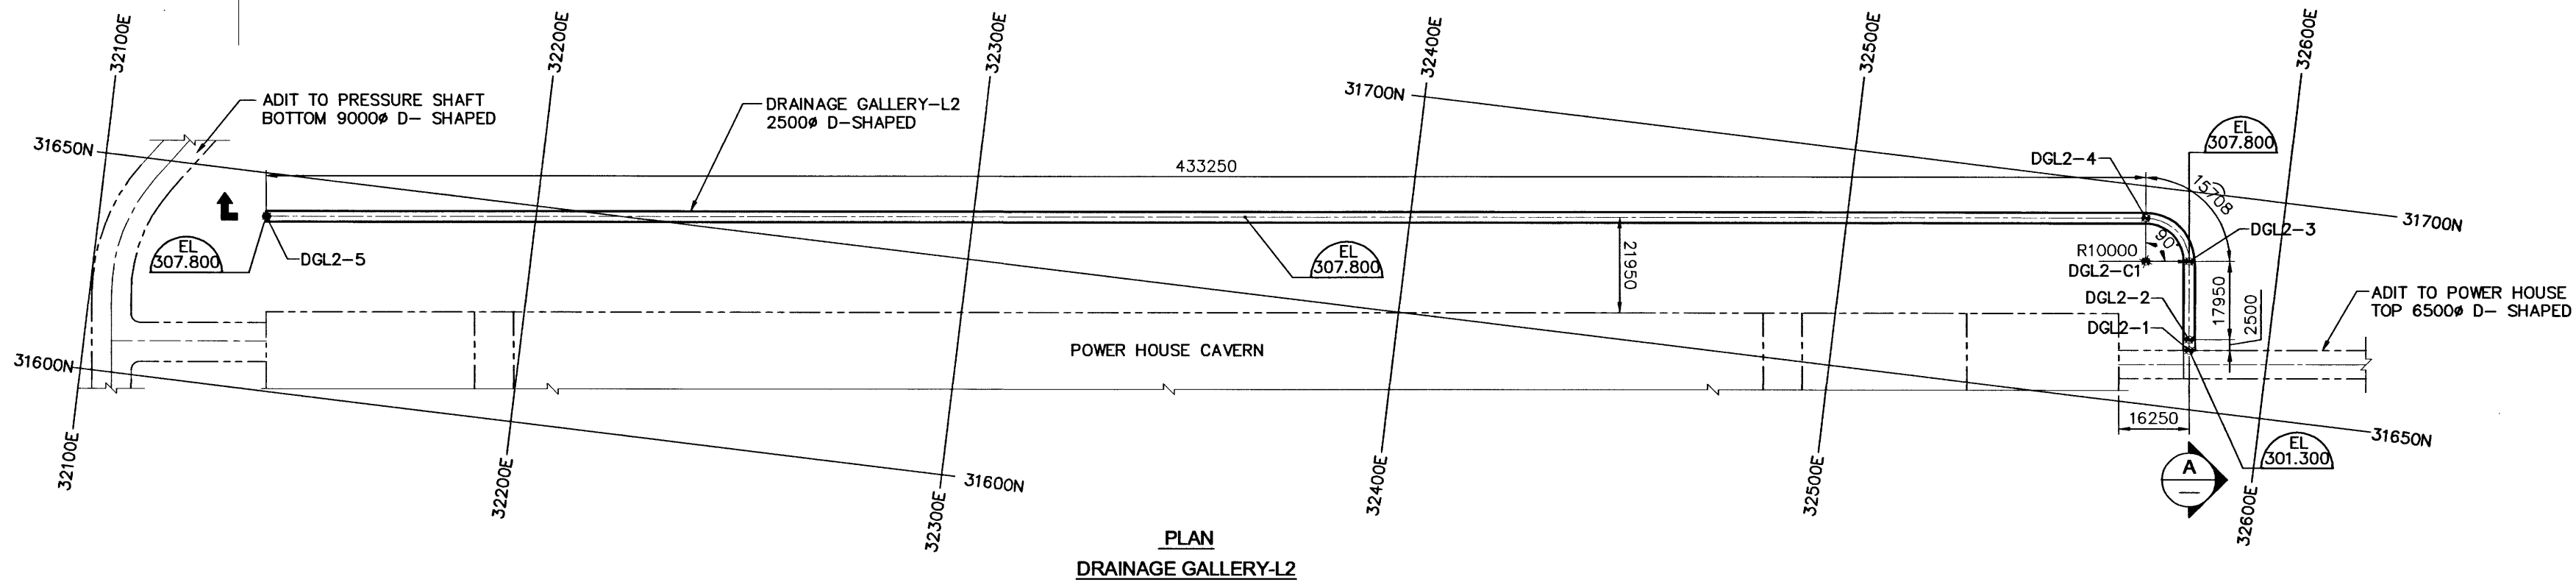 32100E
32200E
32300E
32400E
32500E
32600E
ADIT TO PRESSURE SHAFT
BOTTOM 9000ø D- SHAPED
DRAINAGE GALLERY-L2
2500ø D-SHAPED
31700N
EL
307.800
31650N
DGL2-4
433250
15708
31700N
DGL2-3
90°
R10000
DGL2-C1
EL
307.800
DGL2-5
EL
307.800
21950
DGL2-2
DGL2-1
17950
2500
ADIT TO POWER HOUSE
TOP 6500ø D- SHAPED
POWER HOUSE CAVERN
31600N
16250
31650N
EL
301.300
A
31600N
32100E
32200E
32300E
32400E
32500E
32600E
PLAN
DRAINAGE GALLERY-L2